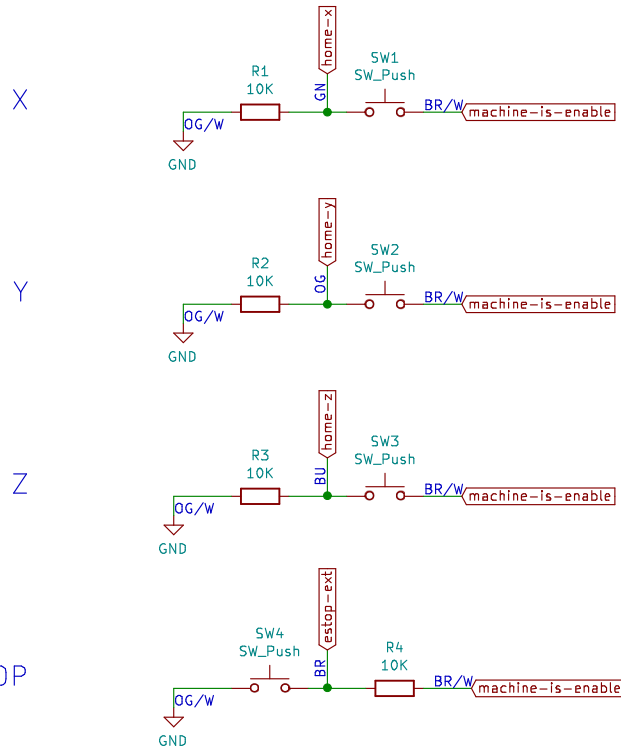 home-x
SW1
SW_Push
R1
10K
X
GN
BR/W
machine-is-enable
OG/W
GND
home-y
SW2
SW_Push
R2
10K
Y
OG
BR/W
machine-is-enable
OG/W
GND
home-z
SW3
SW_Push
R3
10K
Z
BU
BR/W
machine-is-enable
OG/W
GND
estop-ext
SW4
SW_Push
R4
10K
OP
BR
BR/W
machine-is-enable
OG/W
GND